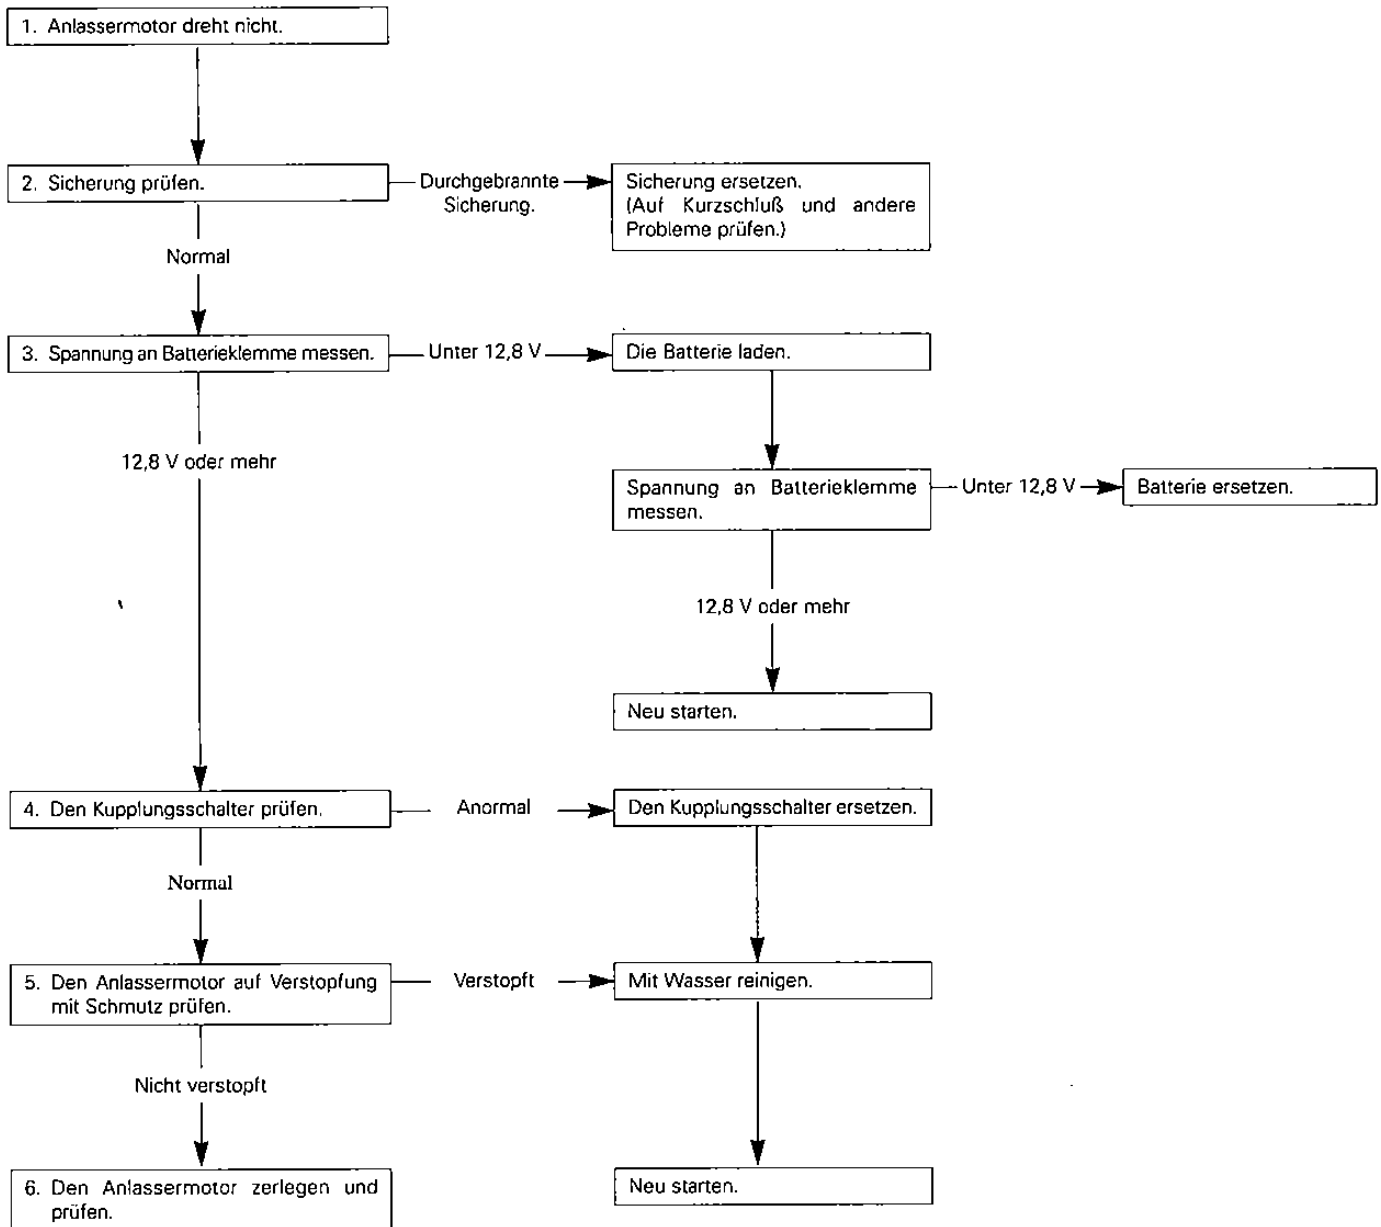 1. Anlassermotor dreht nicht.
2. Sicherung prüfen.
Durchgebrannte
Sicherung.
Sicherung ersetzen.
(Auf Kurzschluß und andere
Probleme prüfen.)
Normal
3. Spannung an Batterieklemme messen.
Unter 12,8 V
Die Batterie laden.
12,8 V oder mehr
Spannung an Batterieklemme
messen.
Unter 12,8 V
Batterie ersetzen.
12,8 V oder mehr
Neu starten.
4. Den Kupplungsschalter prüfen.
Anormal
Den Kupplungsschalter ersetzen.
Normal
5. Den Anlassermotor auf Verstopfung
mit Schmutz prüfen.
Verstopft
Mit Wasser reinigen.
Nicht verstopft
6. Den Anlassermotor zerlegen und
prüfen.
Neu starten.